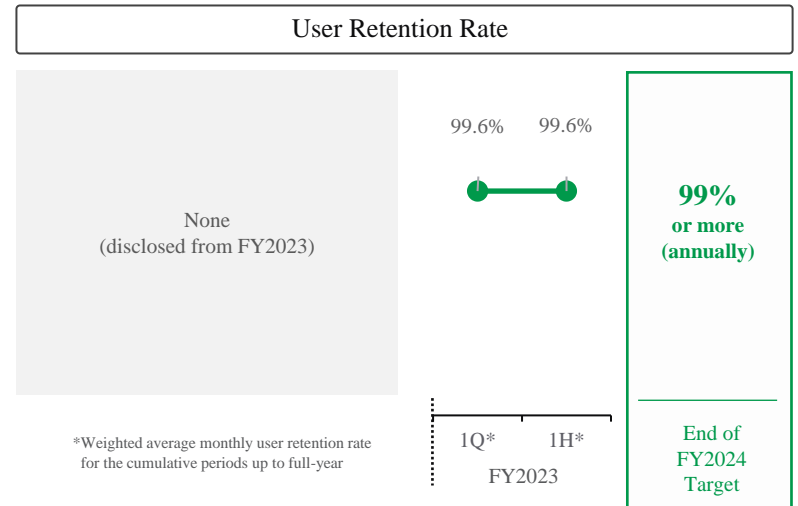 User Retention Rate
None
(disclosed from FY2023)
99.6%
99.6%
99%
or more
(annually)
1Q*
1H*
FY2023
End of
FY2024
Target
*Weighted average monthly user retention rate
for the cumulative periods up to full-year